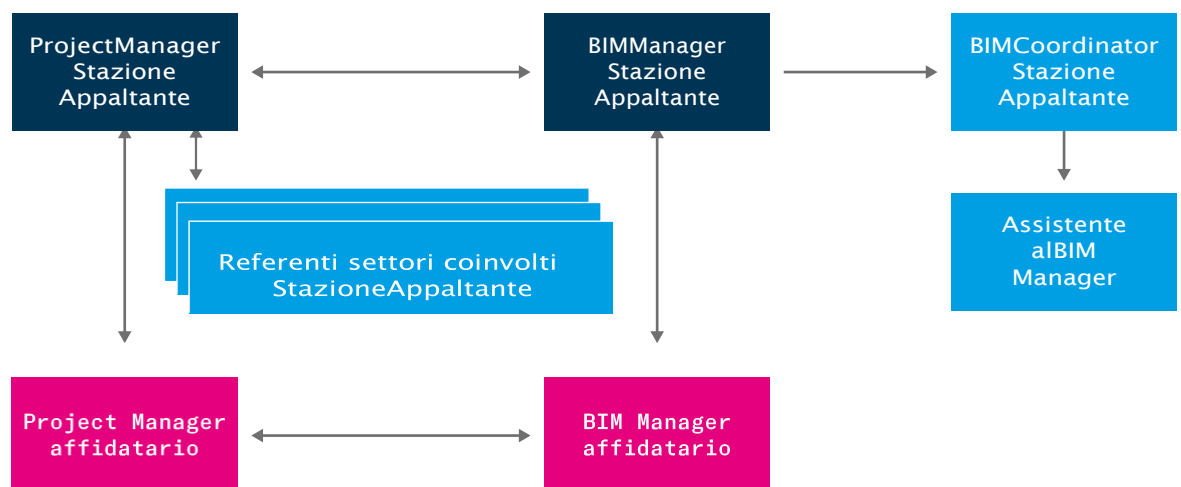 ProjectManager
Stazione
Appaltante
BIMManager
Stazione
Appaltante
BIMCoordinator
Stazione
Appaltante
Referenti settori coinvolti
StazioneAppaltante
Assistente
alBIM
Manager
Project Manager
affidatario
BIM Manager
affidatario